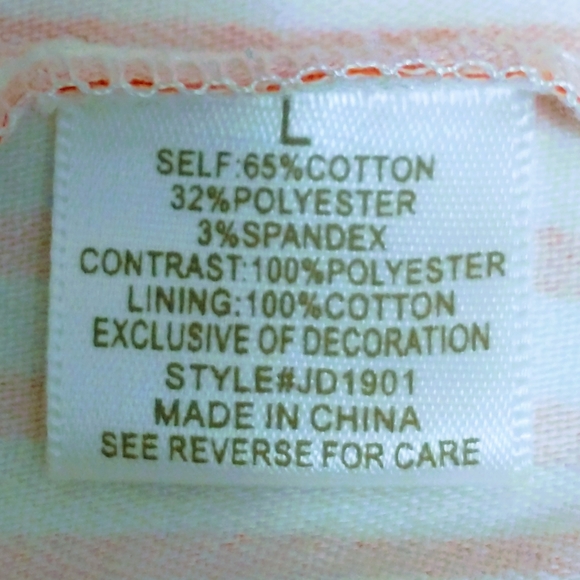 L
SELF:65%COTTON
32%POLYESTER
3%SPANDEX
CONTRAST:100%POLYESTER
LINING:100%COTTON
EXCLUSIVE OF DECORATION
STYLE#JD1901
MADE IN CHINA
SEE REVERSE FOR CARE